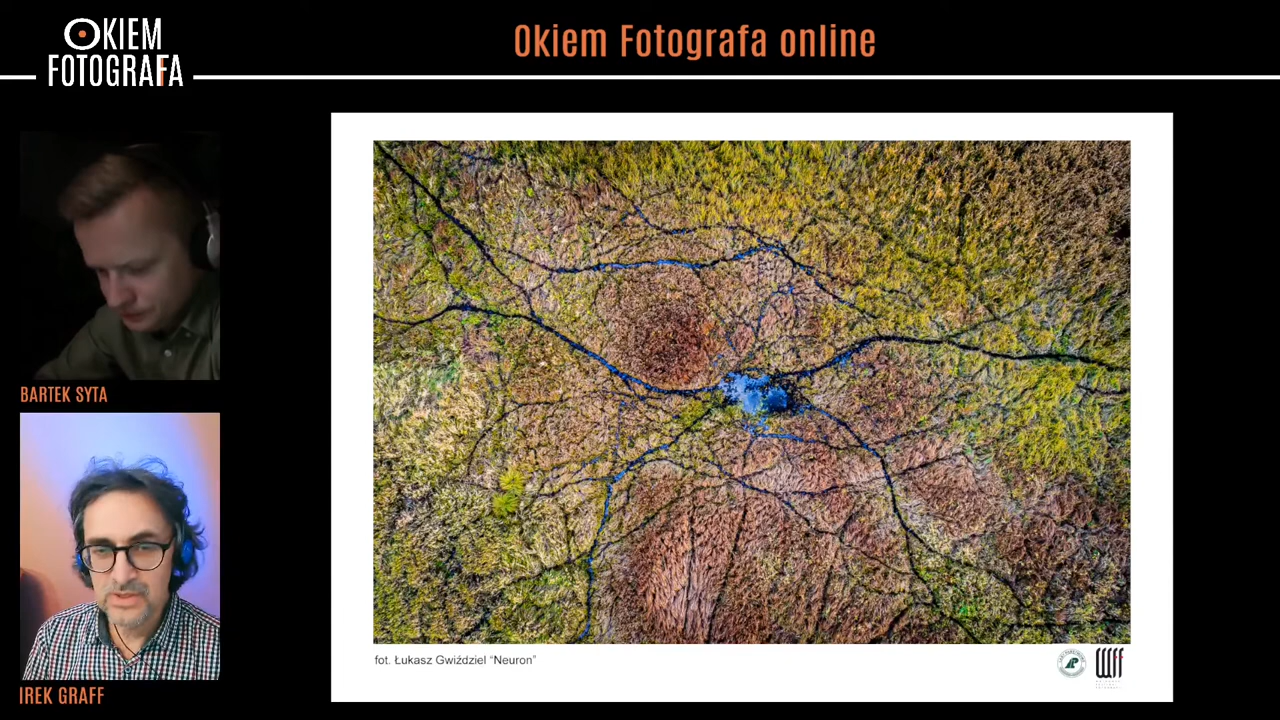 OKIEM
FOTOGRAFA
Okiem Fotografa online
BARTEK SYTA
IREK GRAFF
fot. Łukasz Gwiździel “Neuron”